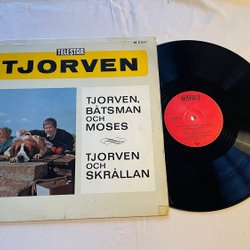 TELESTAR
TJORVEN
TJORVEN,
BÅTSMAN
OCH
MOSES
TJORVEN
OCH
SKRÅLLAN